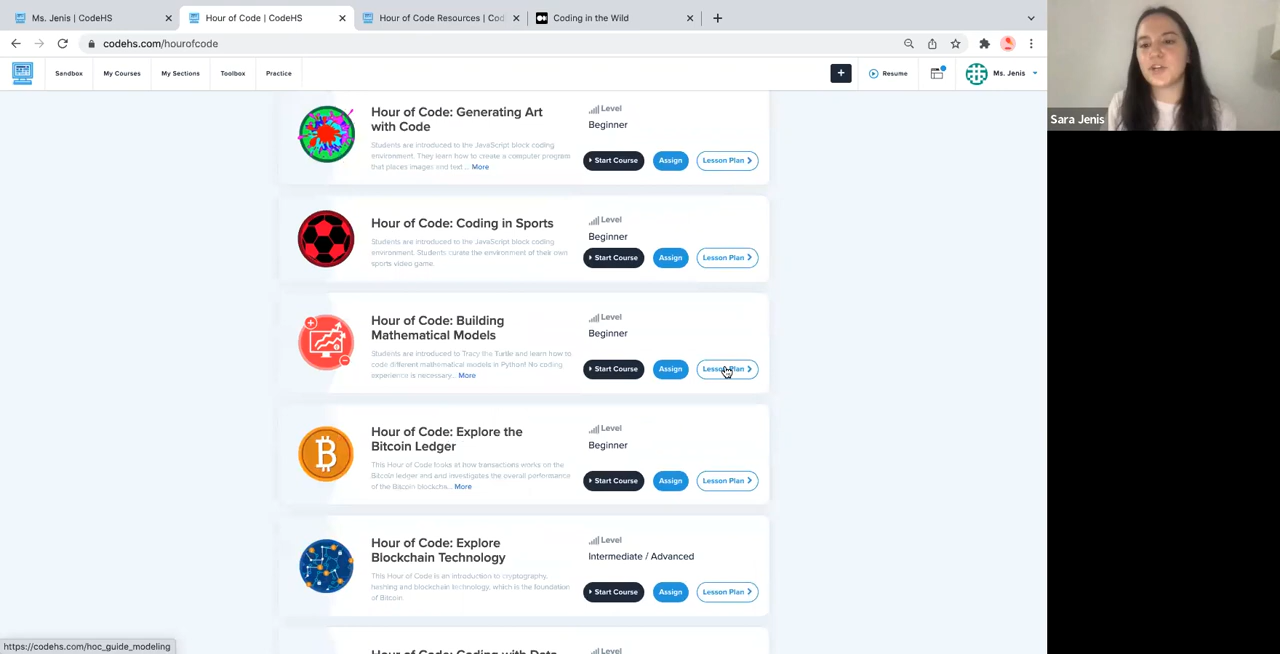 Ms. Jenis | CodeHS
Hour of Code | CodeHS
Hour of Code Resources | Cod
Coding in the Wild
codehs.com/hourofcode
Sandbox
My Courses
My Sections
Toolbox
Practice
Resume
Ms. Jenis
Sara Jenis
Hour of Code: Generating Art
with Code
Students are introduced to the JavaScript block coding
environment. They learn how to create a computer program
that places images and text ... More
Level
Beginner
Start Course
Assign
Lesson Plan
Hour of Code: Coding in Sports
Students are introduced to the JavaScript block coding
environment. Students curate the environment of their own
sports video game.
Level
Beginner
Start Course
Assign
Lesson Plan
Hour of Code: Building
Mathematical Models
Students are introduced to Tracy the Turtle and learn how to
code different mathematical models in Python! No coding
experience is necessary... More
Level
Beginner
Start Course
Assign
Lesson Plan
Hour of Code: Explore the
Bitcoin Ledger
This Hour of Code looks at how transactions works on the
Bitcoin ledger and and investigates the overall performance
of the Bitcoin blockcha... More
Level
Beginner
Start Course
Assign
Lesson Plan
Hour of Code: Explore
Blockchain Technology
This Hour of Code is an introduction to cryptography,
hashing and blockchain technology, which is the foundation
of Bitcoin
Level
Intermediate / Advanced
Start Course
Assign
Lesson Plan
Hour of Code: Coding with Data
Level
https://codehs.com/hoc_guide_modeling